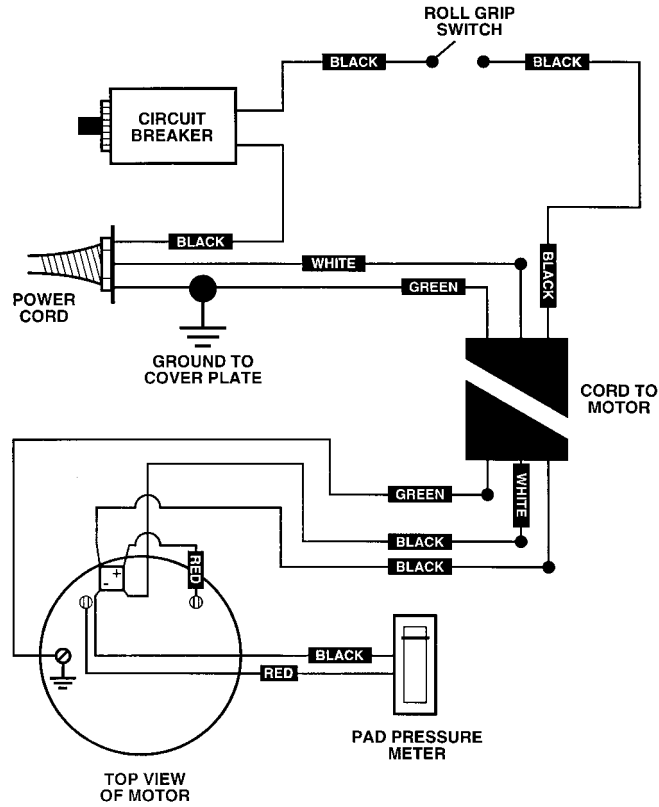 ROLL GRIP
SWITCH
BLACK
BLACK
CIRCUIT
BREAKER
BLACK
WHITE
BLACK
GREEN
POWER
CORD
GROUND TO
COVER PLATE
CORD TO
MOTOR
GREEN
WHITE
BLACK
BLACK
RED
+
-
BLACK
RED
PAD PRESSURE
METER
TOP VIEW
OF MOTOR